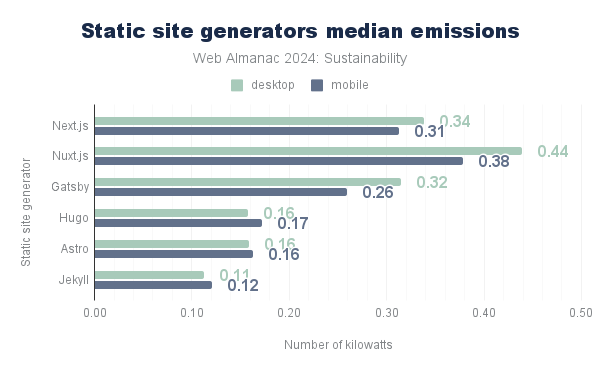 Static site generators median emissions
Web Almanac 2024: Sustainability
desktop mobile
Static site generator
Next.js 0.34 0.31
Nuxt.js 0.44 0.38
Gatsby 0.32 0.26
Hugo 0.16 0.17
Astro 0.16 0.16
Jekyll 0.11 0.12
0.00 0.10 0.20 0.30 0.40 0.50
Number of kilowatts